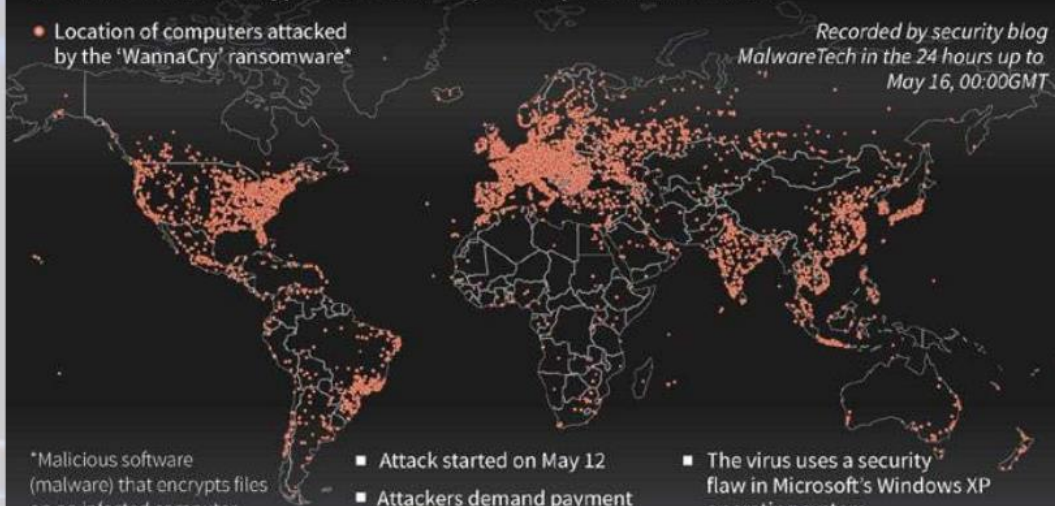 Location of computers attacked
by the 'WannaCry' ransomware*
Recorded by security blog
MalwareTech in the 24 hours up to
May 16, 00:00GMT
*Malicious software
(malware) that encrypts files
Attack started on May 12
Attackers demand payment
The virus uses a security
flaw in Microsoft's Windows XP